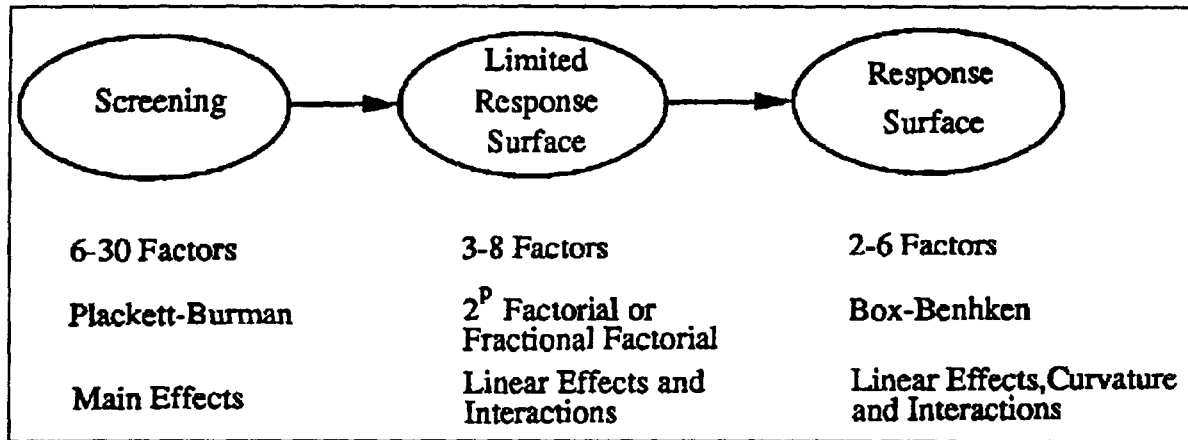 Screening
Limited
Response
Surface
Response
Surface
6-30 Factors
3-8 Factors
2-6 Factors
Plackett-Burman
2^P Factorial or
Fractional Factorial
Box-Benhken
Main Effects
Linear Effects and
Interactions
Linear Effects,Curvature
and Interactions